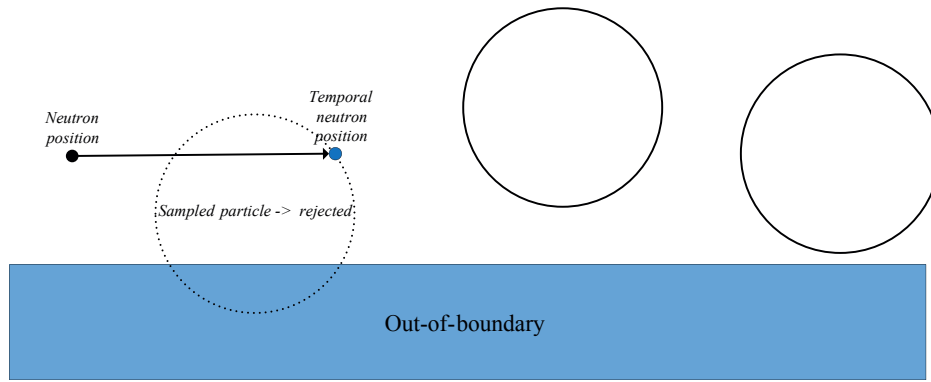 Neutron
position
Temporal
neutron
position
Sampled particle -> rejected
Out-of-boundary